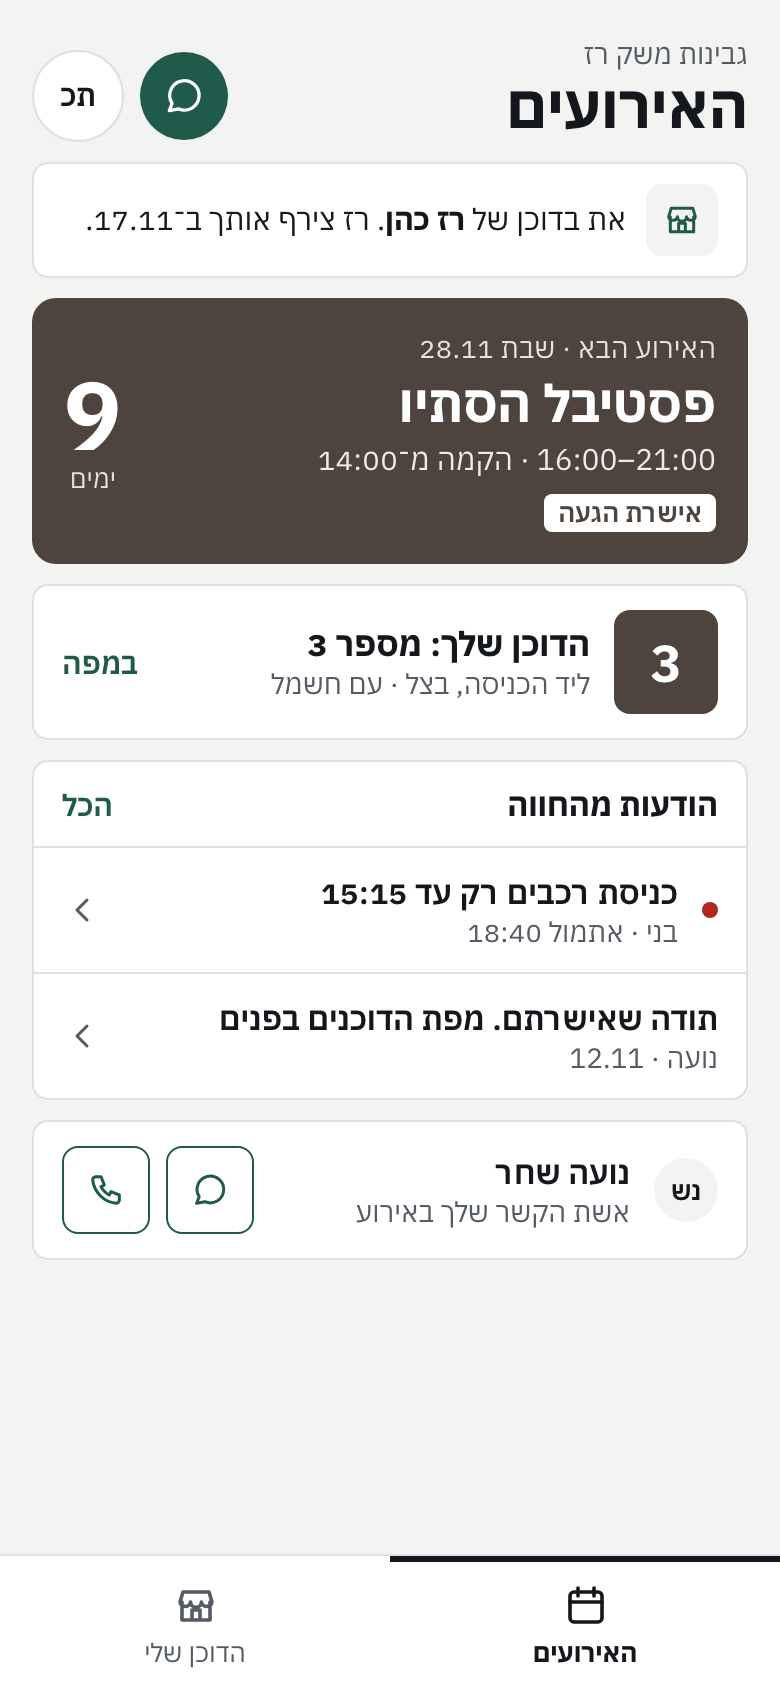 גבינות משק רז
האירועים
תכ
את בדוכן של רז כהן. רז צירף אותך ב־17.11.
האירוע הבא · שבת 28.11
פסטיבל הסתיו
16:00–21:00 · הקמה מ־14:00
אישרת הגעה
9
ימים
3
הדוכן שלך: מספר 3
ליד הכניסה, בצל · עם חשמל
במפה
הודעות מהחווה
הכל
כניסת רכבים רק עד 15:15
בני · אתמול 18:40
תודה שאישרתם. מפת הדוכנים בפנים
נועה · 12.11
נש
נועה שחר
אשת הקשר שלך באירוע
האירועים
הדוכן שלי